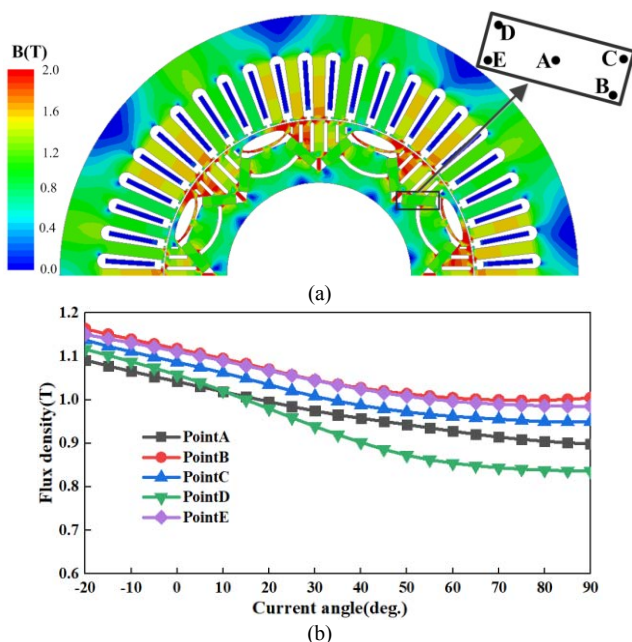 B(T)
2.0
1.6
1.2
0.8
0.4
0.0
D
E A C
B
(a)
Flux density(T)
1.2
1.1
1.0
0.9
0.8
0.7
0.6
PointA
PointB
PointC
PointD
PointE
-20 -10 0 10 20 30 40 50 60 70 80 90
Current angle(deg.)
(b)